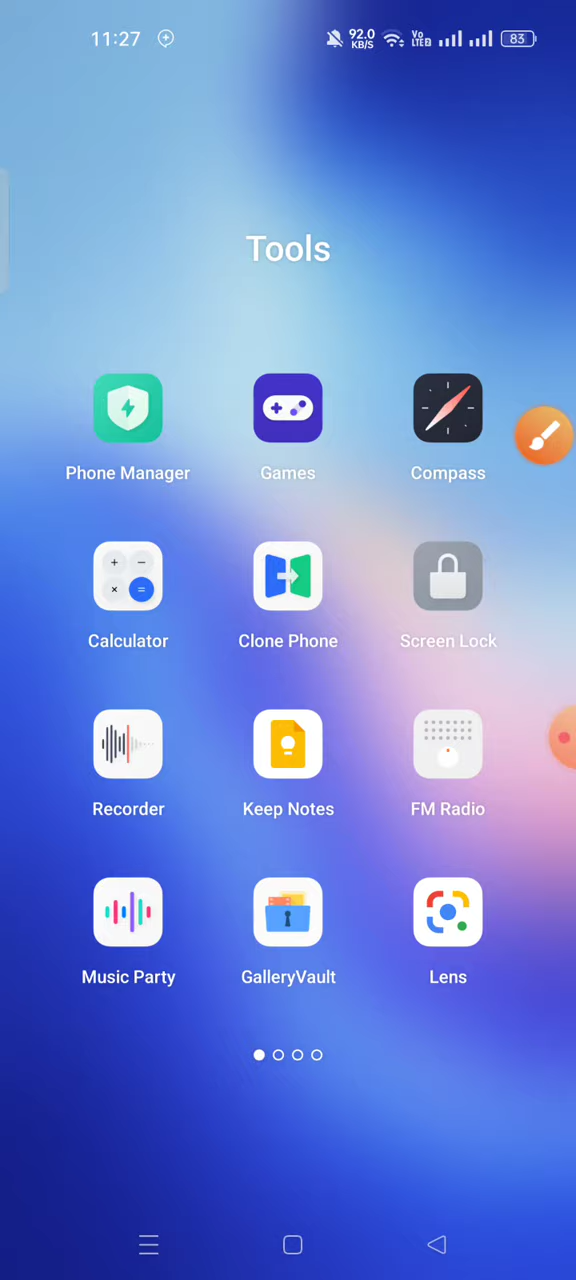 11:27
92.0
KB/S
Vo
LTE2
83
Tools
Phone Manager
Games
Compass
Calculator
Clone Phone
Screen Lock
Recorder
Keep Notes
FM Radio
Music Party
GalleryVault
Lens